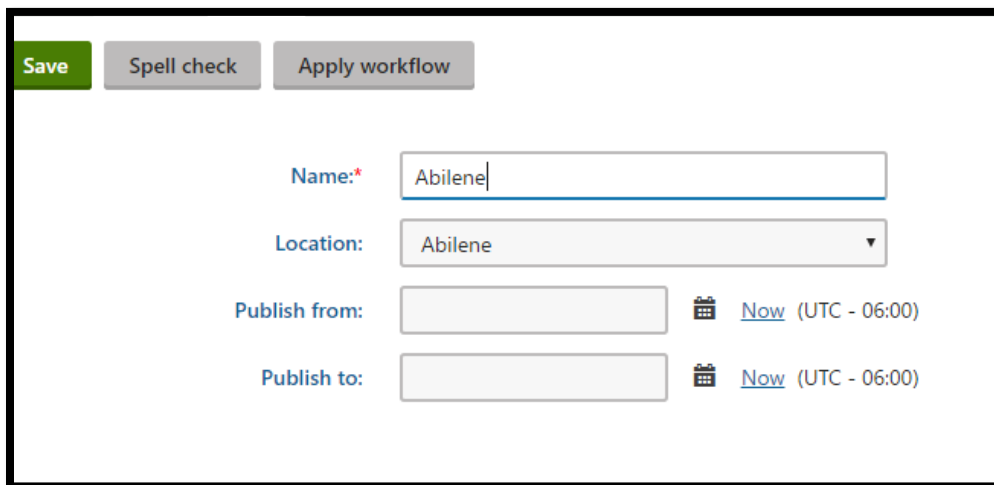 Save Spell check Apply workflow
Name:* Abilene
Location: Abilene
Publish from: Now (UTC - 06:00)
Publish to: Now (UTC - 06:00)